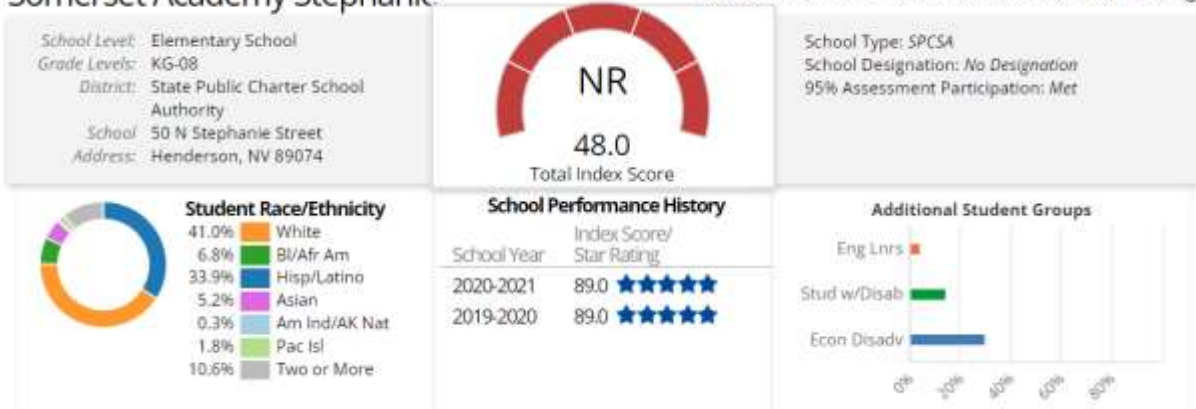 Somerset Academy Stephanie
School Level: Elementary School
Grade Levels: KG-08
District: State Public Charter School
Authority
School 50 N Stephanie Street
Address: Henderson, NV 89074
NR
48.0
Total Index Score
School Type: SPCSA
School Designation: No Designation
95% Assessment Participation: Met
Student Race/Ethnicity
41.0% White
6.8% Bl/Afr Am
33.9% Hisp/Latino
5.2% Asian
0.3% Am Ind/AK Nat
1.8% Pac Isl
10.6% Two or More
School Performance History
Index Score/
School Year Star Rating
2020-2021 89.0
2019-2020 89.0
Additional Student Groups
Eng Lnrs
Stud w/Disab
Econ Disadv
0% 20% 40% 60% 80%